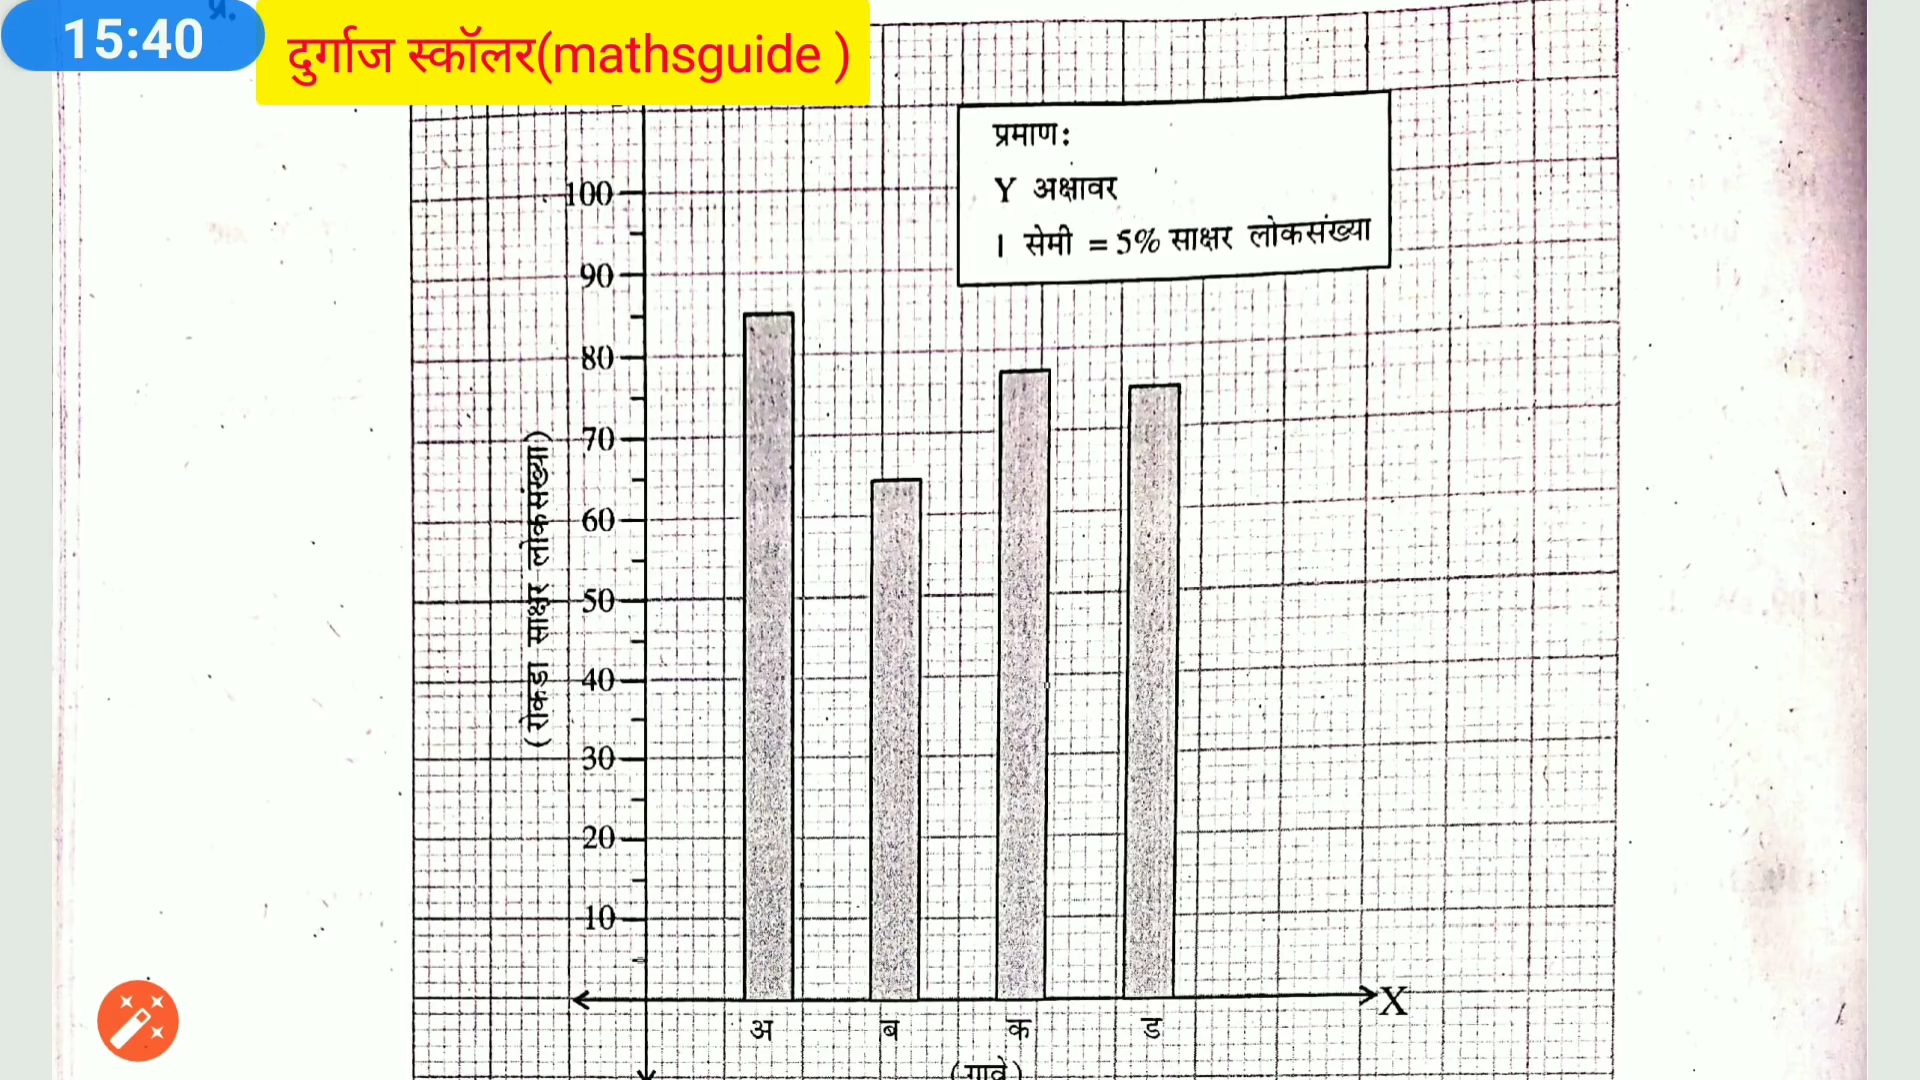 15:40
दुर्गाज स्कॉलर(mathsguide )
प्रमाण:
Y अक्षावर
1 सेमी = 5% साक्षर लोकसंख्या
100
90
80
70
60
50
40
30
20
10
(शेकडा साक्षर लोकसंख्या)
X
अ ब क ड
(गावे)